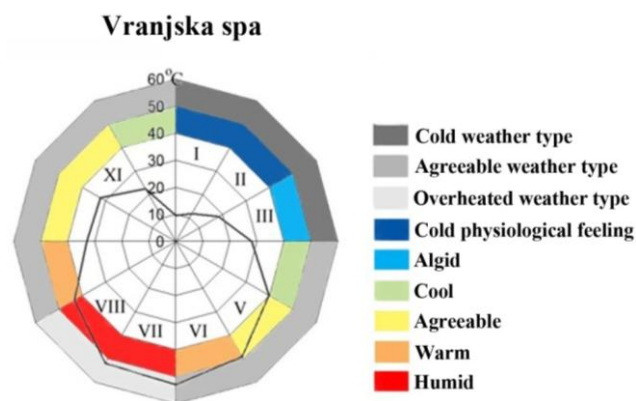 Vranjska spa
60°C
50
40
30
20
10
0
I
II
III
V
VI
VII
VIII
XI
Cold weather type
Agreeable weather type
Overheated weather type
Cold physiological feeling
Algid
Cool
Agreeable
Warm
Humid